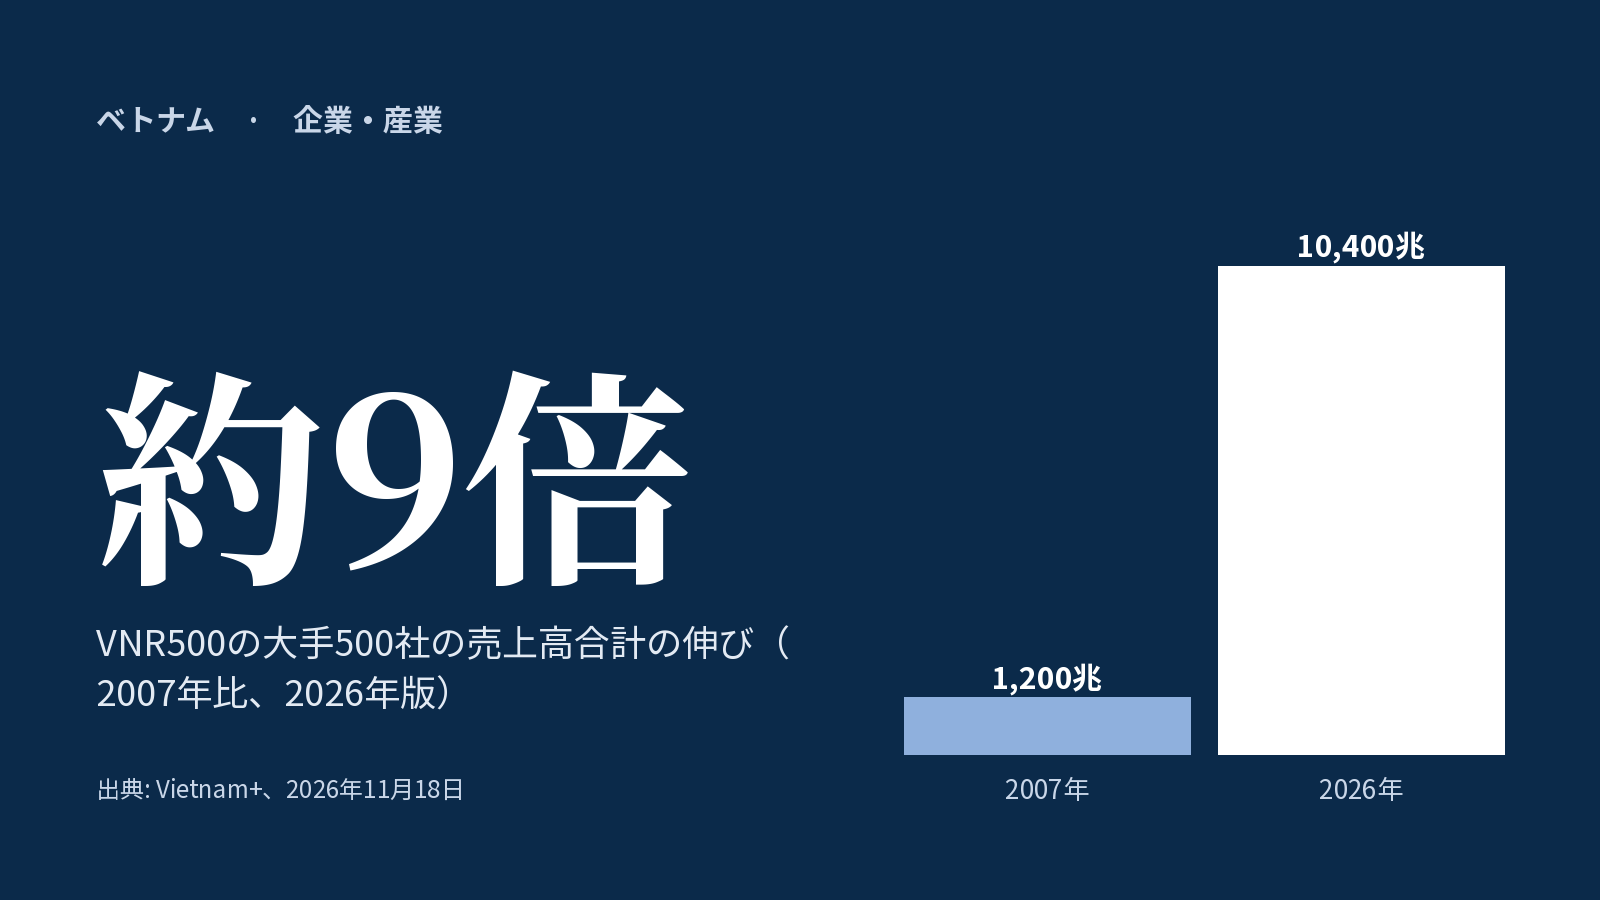 ベトナム ・ 企業・産業
約9倍
VNR500の大手500社の売上高合計の伸び（
2007年比、2026年版）
出典: Vietnam+、2026年11月18日
10,400兆
1,200兆
2007年
2026年